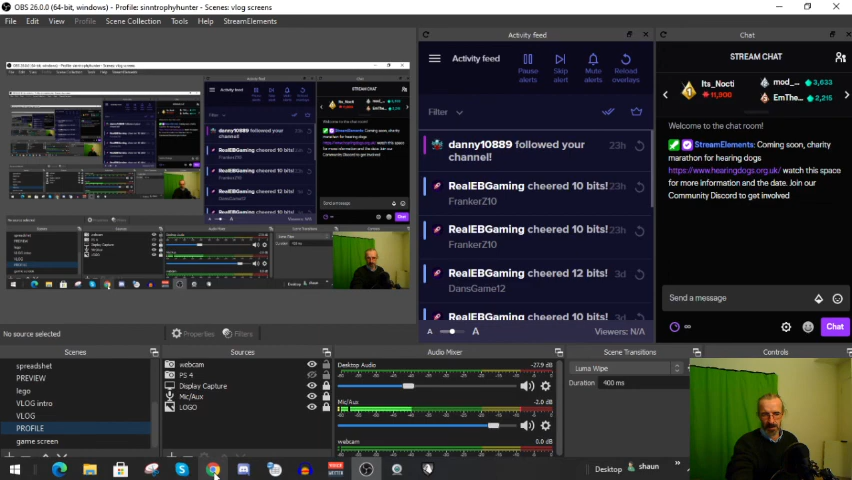 OBS 26.0.0 (64-bit, windows) - Profile: sinntrophyhunter - Scenes: vlog screens
File Edit View Profile Scene Collection Tools Help StreamElements
Activity feed
Chat
Activity feed
Pause alerts
Skip alert
Mute alerts
Reload overlays
Filter
danny10889 followed your channel!
23h
RealEBGaming cheered 10 bits!
23h
FrankerZ10
RealEBGaming cheered 10 bits!
23h
FrankerZ10
RealEBGaming cheered 12 bits!
3d
DansGame12
RealEBGaming cheered 10 bits!
3d
A A Viewers: N/A
STREAM CHAT
1 Its_Nocti
11,900
mod_... 3,633
EmThe... 2,215
Welcome to the chat room!
StreamElements: Coming soon, charity
marathon for hearing dogs
https://www.hearingdogs.org.uk/ watch this space
for more information and the date. Join our
Community Discord to get involved
Send a message
∞
Chat
No source selected
Properties Filters
Scenes
spreadshet
PREVIEW
lego
VLOG intro
VLOG
PROFILE
game screen
Sources
webcam
PS 4
Display Capture
Mic/Aux
LOGO
Audio Mixer
Desktop Audio -27.9 dB
Mic/Aux -2.0 dB
webcam 0.0 dB
Scene Transitions
Luma Wipe
Duration 400 ms
Controls
Desktop
shaun